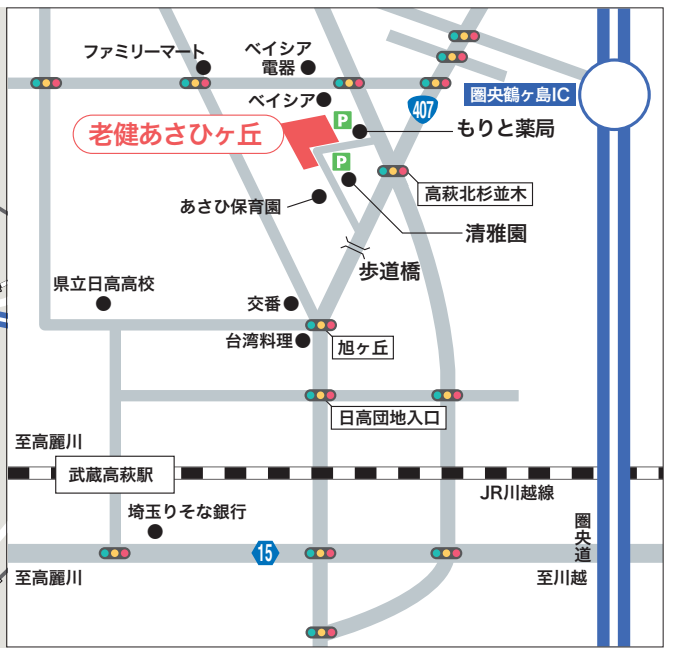 ファミリーマート
ベイシア
電器
ベイシア
P
407
圏央鶴ヶ島IC
もりと薬局
老健あさひヶ丘
P
高萩北杉並木
あさひ保育園
清雅園
歩道橋
県立日高高校
交番
台湾料理
旭ヶ丘
日高団地入口
至高麗川
武蔵高萩駅
JR川越線
埼玉りそな銀行
圏央道
15
至高麗川
至川越